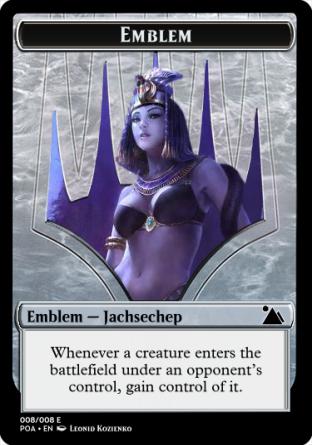 EMBLEM
Emblem — Jachsechep
Whenever a creature enters the
battlefield under an opponent's
control, gain control of it.
008/008 E
POA • EN Leonid Kozienko